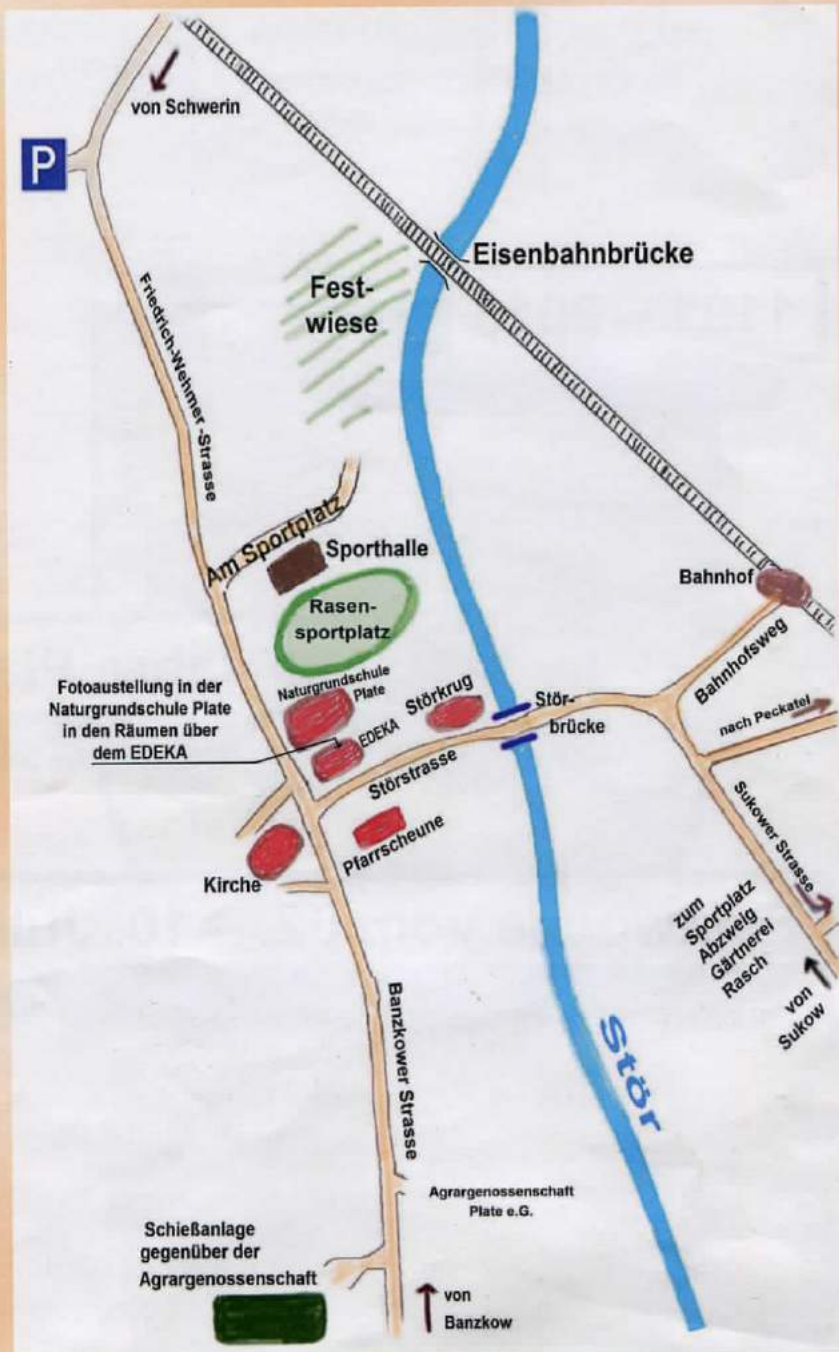 von Schwerin
P
Eisenbahnbrücke
Fest-
wiese
Friedrich-Wehmer -Strasse
Am Sportplatz
Sporthalle
Bahnhof
Rasen-
sportplatz
Bahnhofsweg
Naturgrundschule
Plate
Störkrug
Fotoaustellung in der
Naturgrundschule Plate
in den Räumen über
dem EDEKA
EDEKA
Stör-
brücke
nach Peckatel
Störstrasse
Pfarrscheune
Kirche
Sukower Strasse
zum
Sportplatz
Abzweig
Gärtnerei
Rasch
von
Sukow
Stör
Banzkower Strasse
Agrargenossenschaft
Plate e.G.
Schießanlage
gegenüber der
Agrargenossenschaft
von
Banzkow